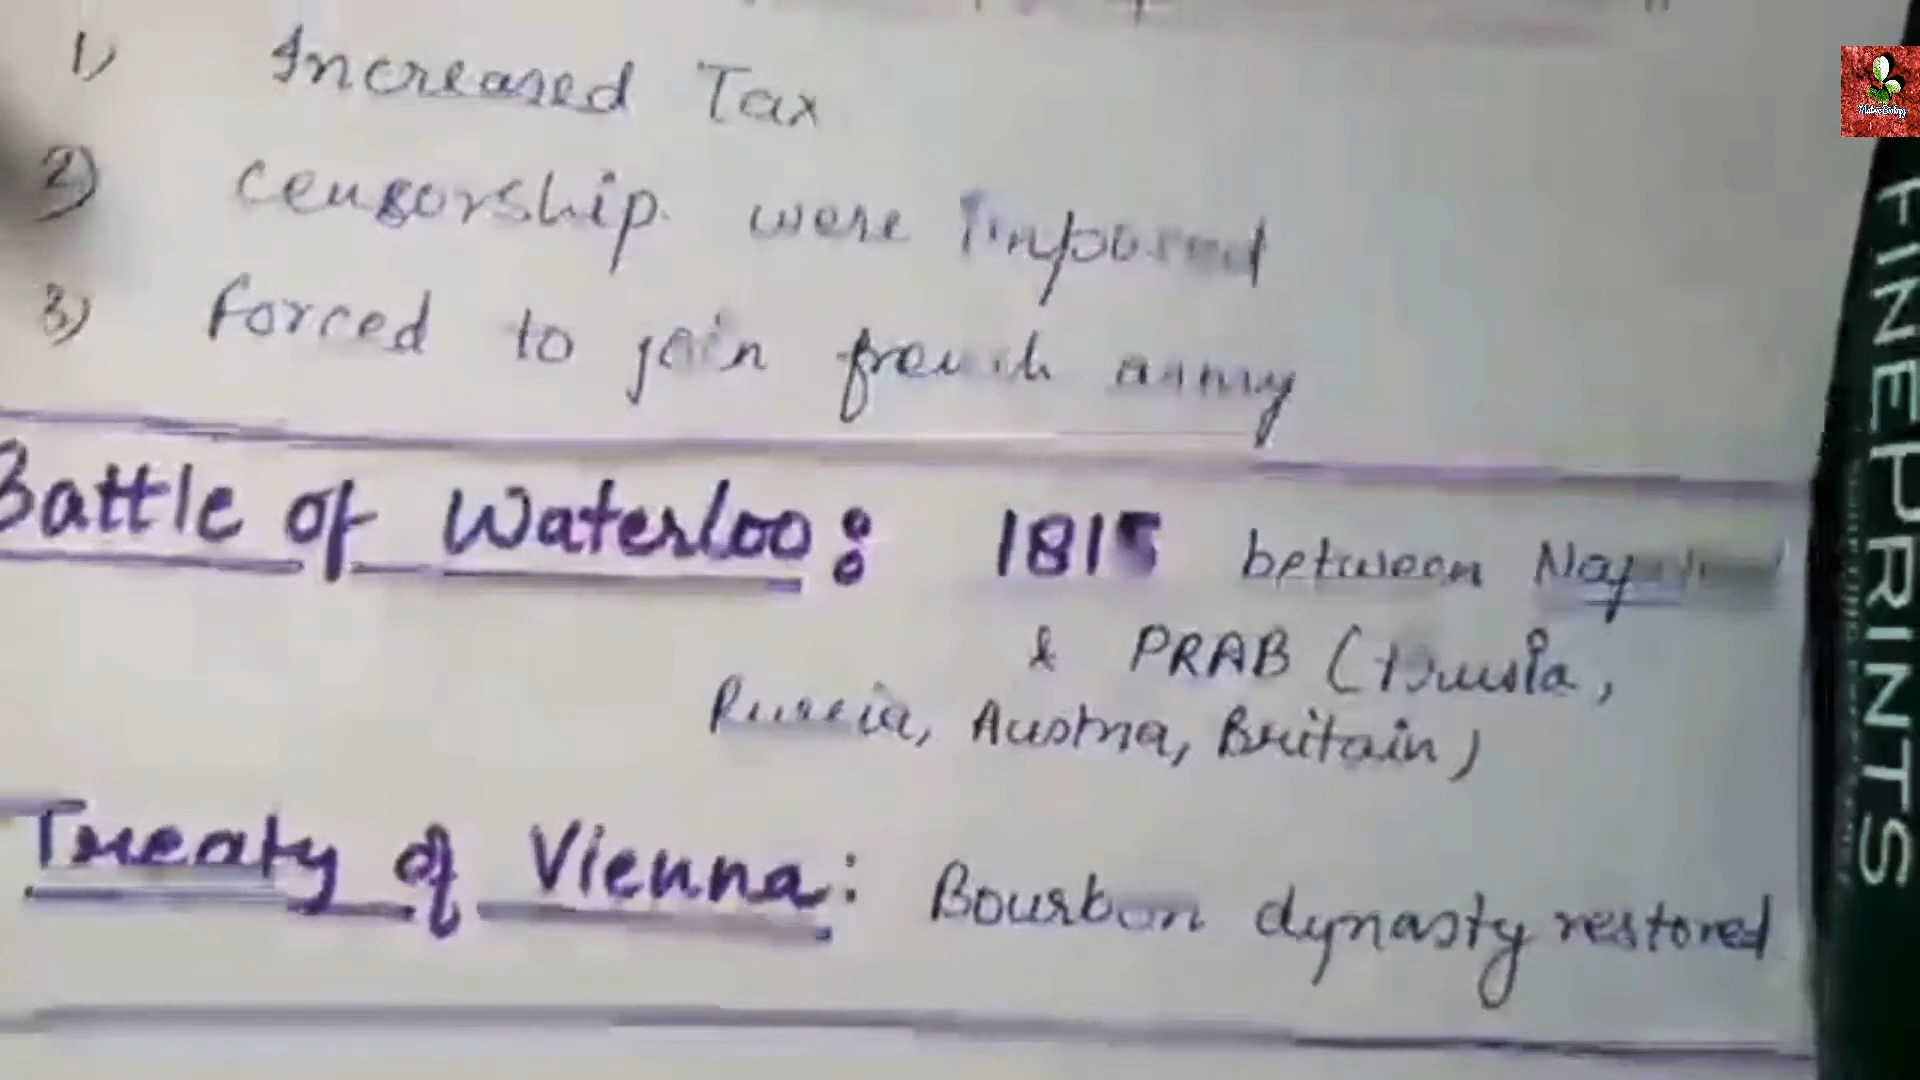 1) Increased Tax
2) Censorship were imposed
3) Forced to join french army
Battle of Waterloo: 1815 between
& PRAB (Prussia,
Russia, Austria, Britain)
Treaty of Vienna: Bourbon dynasty restored
FINEPRINTS